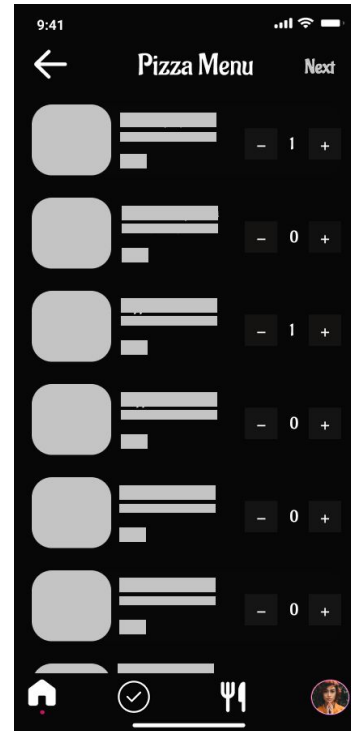 9:41
Pizza Menu
Next
– 1 +
– 0 +
– 1 +
– 0 +
– 0 +
– 0 +